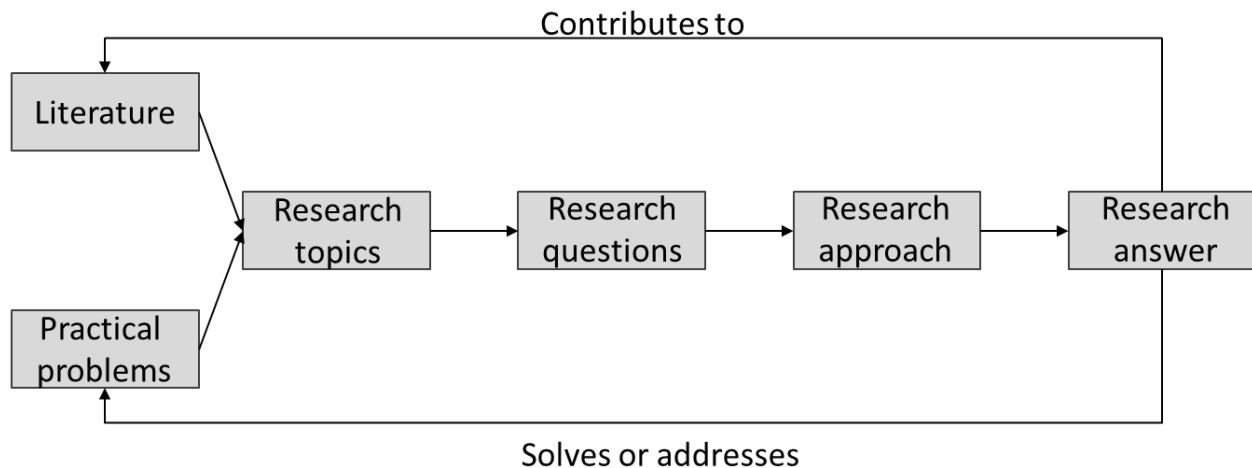 Contributes to
Literature
Research
topics
Research
questions
Research
approach
Research
answer
Practical
problems
Solves or addresses